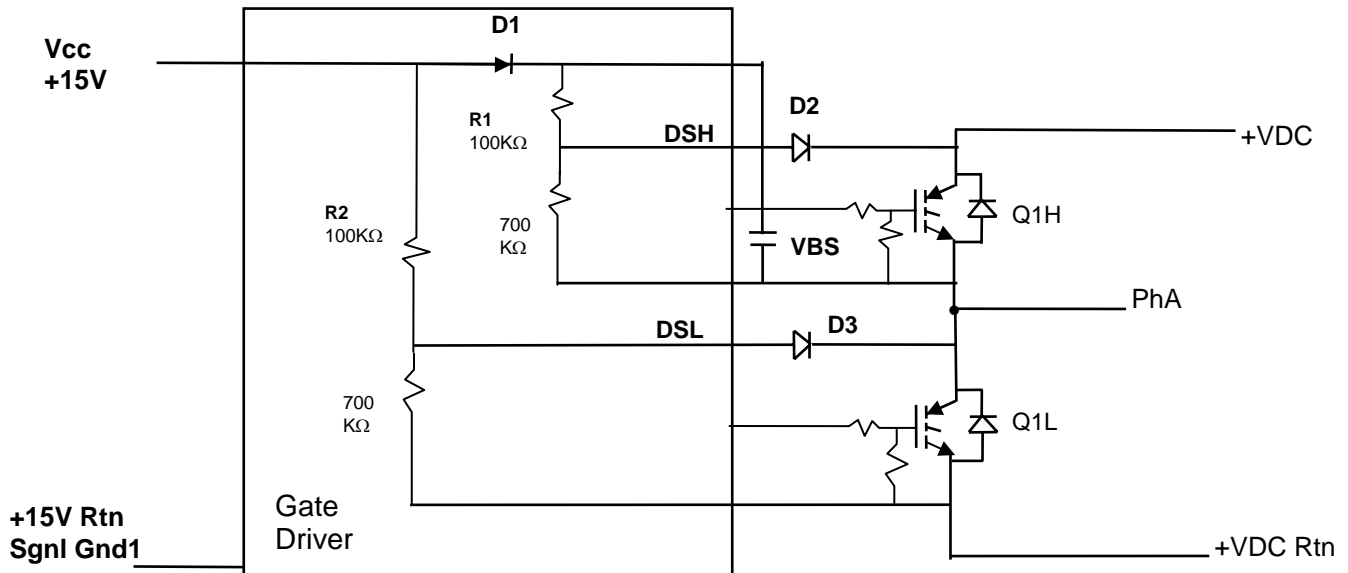 D1
Vcc
+15V
D2
R1
100KΩ
DSH
+VDC
R2
100KΩ
700
KΩ
VBS
Q1H
PhA
DSL
D3
700
KΩ
Q1L
+15V Rtn
Sgnl Gnd1
Gate
Driver
+VDC Rtn